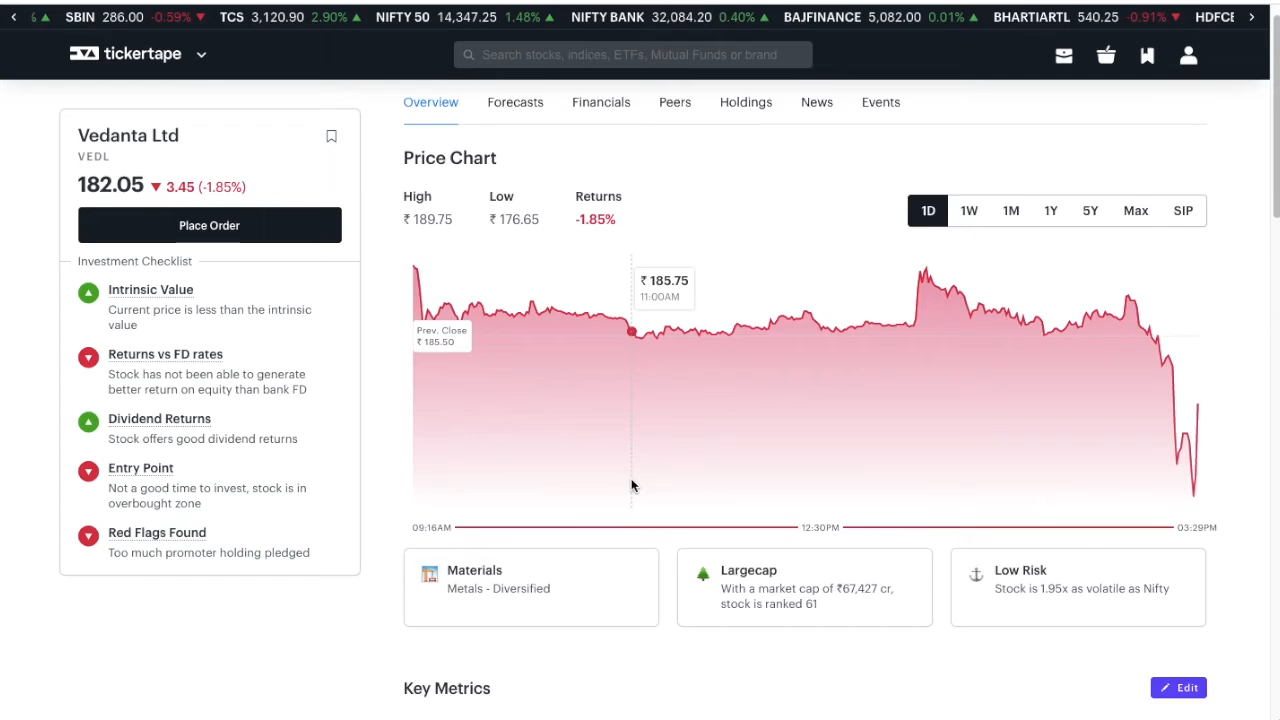 % SBIN 286.00 -0.59% TCS 3,120.90 2.90% NIFTY 50 14,347.25 1.48% NIFTY BANK 32,084.20 0.40% BAJFINANCE 5,082.00 0.01% BHARTIARTL 540.25 -0.91% HDFCE
tickertape
Search stocks, indices, ETFs, Mutual Funds or brand
Overview Forecasts Financials Peers Holdings News Events
Vedanta Ltd
VEDL
182.05 3.45 (-1.85%)
Place Order
Investment Checklist
Intrinsic Value
Current price is less than the intrinsic
value
Returns vs FD rates
Stock has not been able to generate
better return on equity than bank FD
Dividend Returns
Stock offers good dividend returns
Entry Point
Not a good time to invest, stock is in
overbought zone
Red Flags Found
Too much promoter holding pledged
Price Chart
High Low Returns
₹ 189.75 ₹ 176.65 -1.85%
1D 1W 1M 1Y 5Y Max SIP
₹ 185.75
11:00AM
Prev. Close
₹ 185.50
09:16AM 12:30PM 03:29PM
Materials
Metals - Diversified
Largecap
With a market cap of ₹67,427 cr,
stock is ranked 61
Low Risk
Stock is 1.95x as volatile as Nifty
Key Metrics
Edit